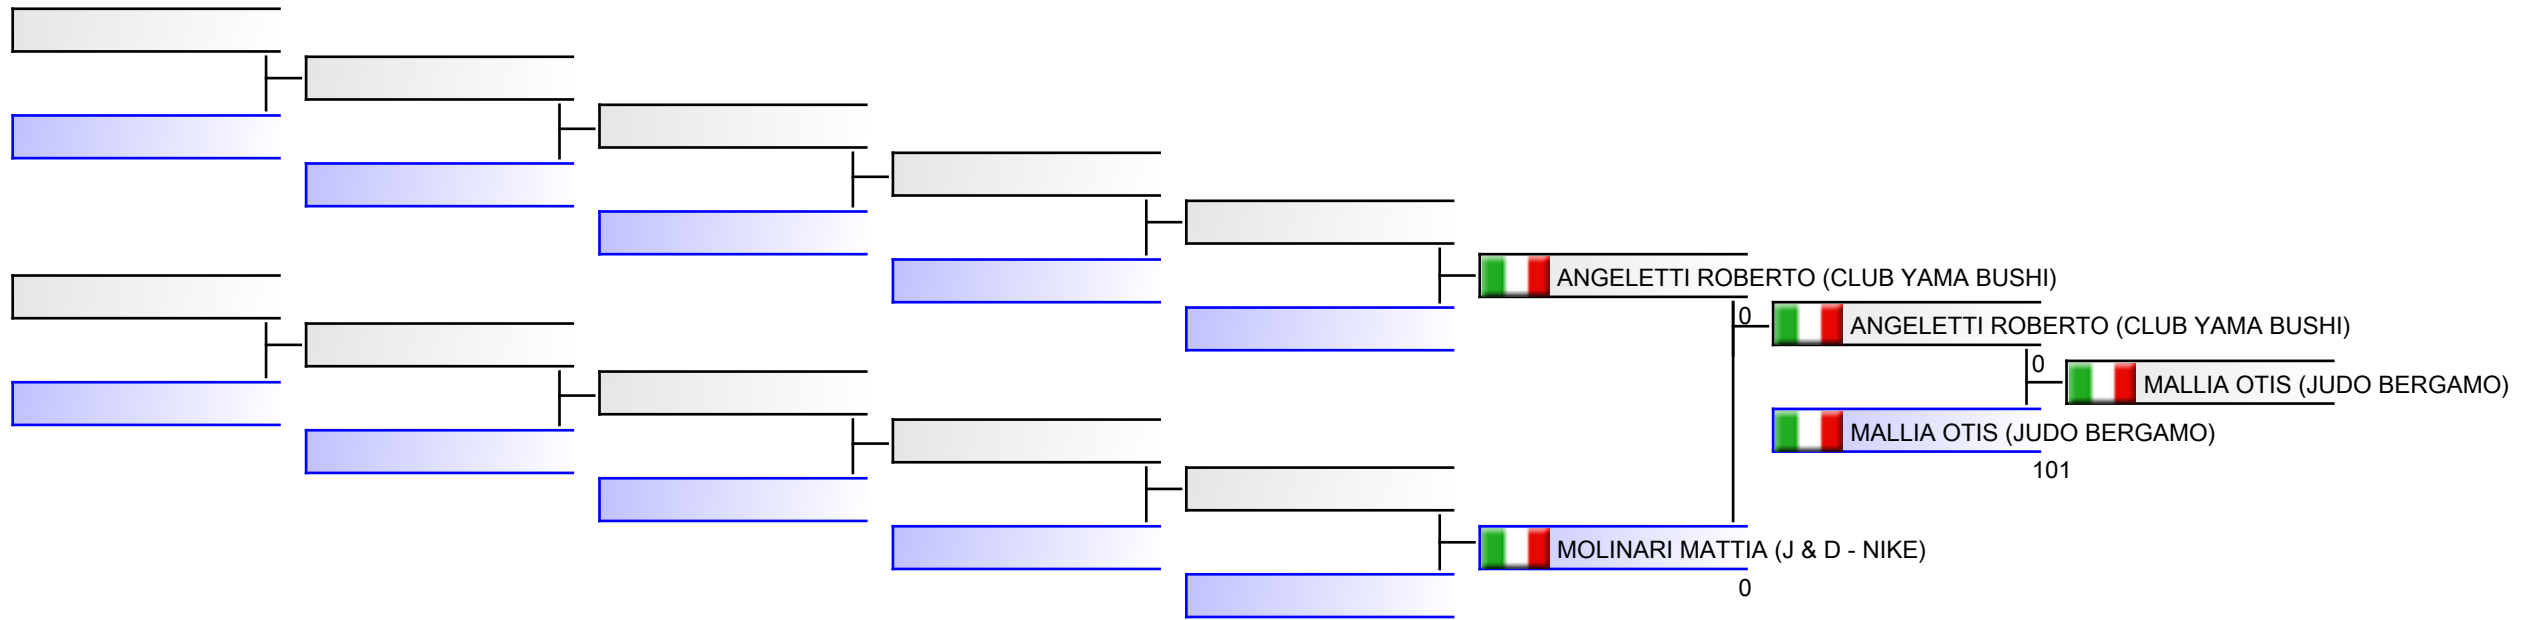 ANGELETTI ROBERTO (CLUB YAMA BUSHI)
0
ANGELETTI ROBERTO (CLUB YAMA BUSHI)
0
MALLIA OTIS (JUDO BERGAMO)
MALLIA OTIS (JUDO BERGAMO)
101
MOLINARI MATTIA (J & D - NIKE)
0